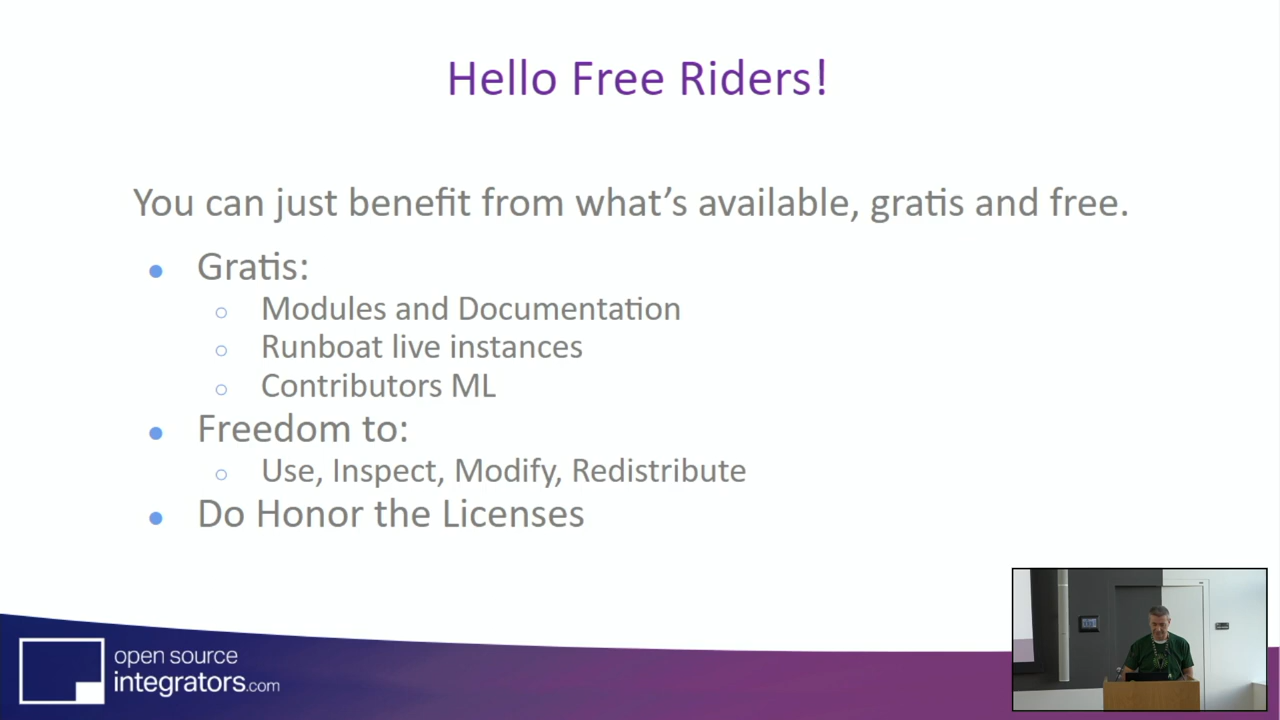 Hello Free Riders!
You can just benefit from what's available, gratis and free.
Gratis:
Modules and Documentation
Runboat live instances
Contributors ML
Freedom to:
Use, Inspect, Modify, Redistribute
Do Honor the Licenses
open source
integrators.com